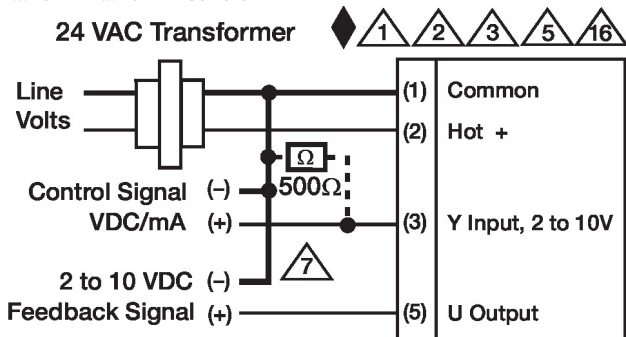 24 VAC Transformer
1 2 3 5 16
Line
Volts
(1) Common
(2) Hot +
Ω
500Ω
Control Signal (–)
VDC/mA (+)
(3) Y Input, 2 to 10V
7
2 to 10 VDC (–)
Feedback Signal (+)
(5) U Output